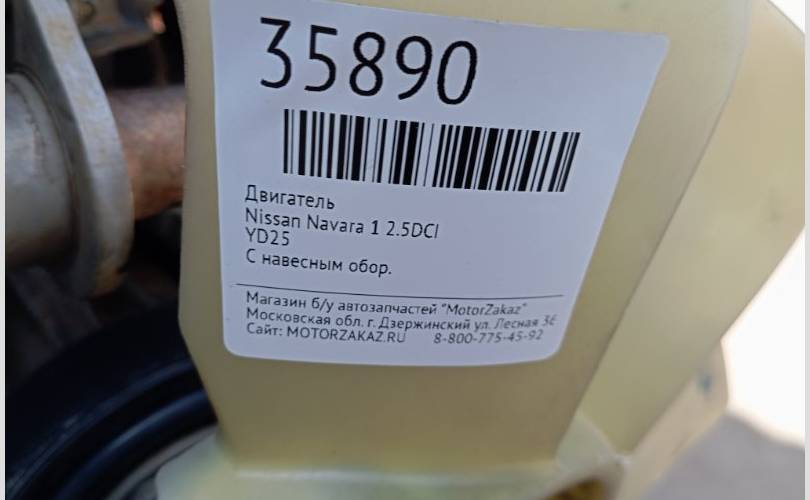 35890
Двигатель
Nissan Navara 1 2.5DCI
YD25
С навесным обор.
Магазин б/у автозапчастей "MotorZakaz"
Московская обл. г. Дзержинский ул. Лесная 36
Сайт: MOTORZAKAZ.RU 8-800-775-45-92